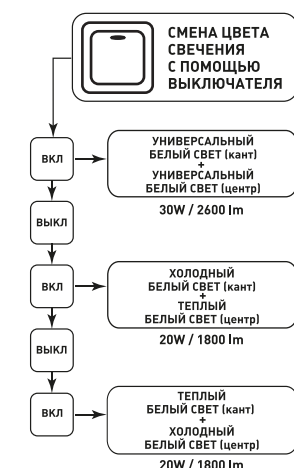 СМЕНА ЦВЕТА
СВЕЧЕНИЯ
С ПОМОЩЬЮ
ВЫКЛЮЧАТЕЛЯ
ВКЛ
УНИВЕРСАЛЬНЫЙ
БЕЛЫЙ СВЕТ (кант)
+
УНИВЕРСАЛЬНЫЙ
БЕЛЫЙ СВЕТ (центр)
30W / 2600 lm
ВЫКЛ
ВКЛ
ХОЛОДНЫЙ
БЕЛЫЙ СВЕТ (кант)
+
ТЕПЛЫЙ
БЕЛЫЙ СВЕТ (центр)
20W / 1800 lm
ВЫКЛ
ВКЛ
ТЕПЛЫЙ
БЕЛЫЙ СВЕТ (кант)
+
ХОЛОДНЫЙ
БЕЛЫЙ СВЕТ (центр)
20W / 1800 lm